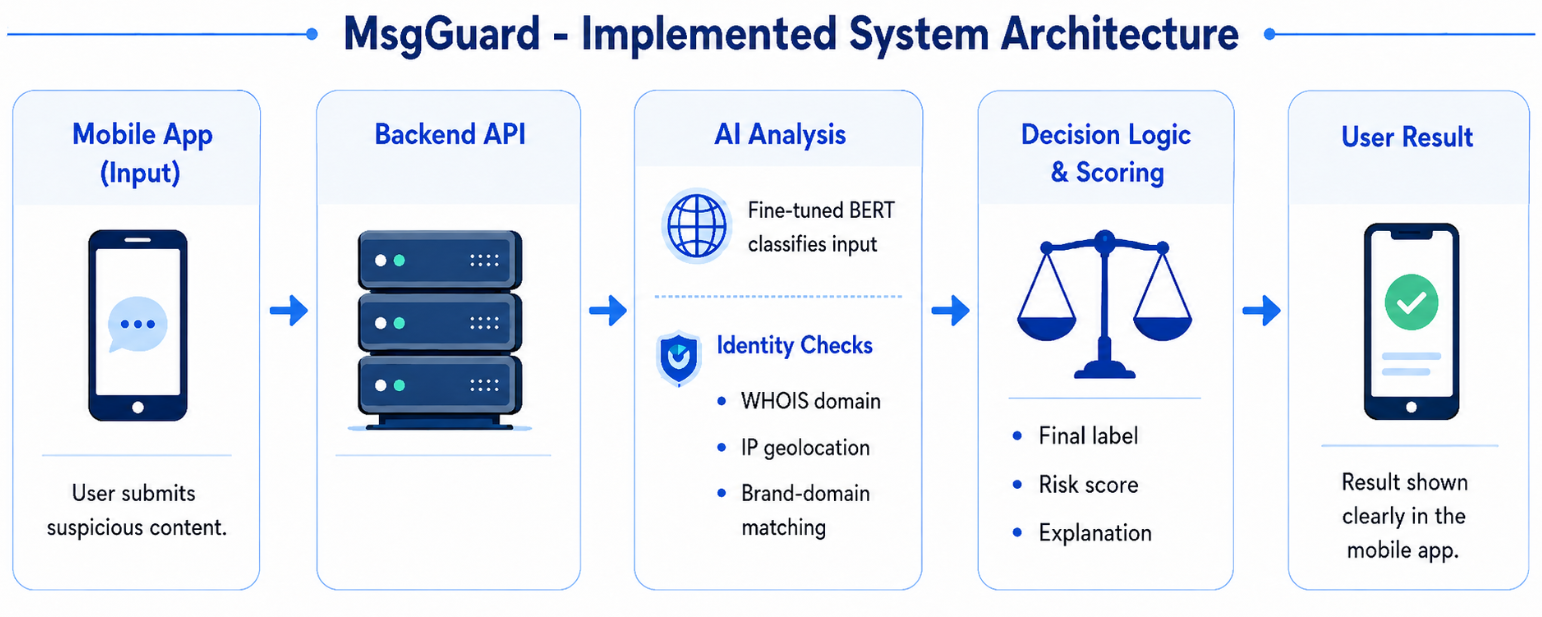 MsgGuard - Implemented System Architecture
Mobile App
(Input)
User submits
suspicious content.
Backend API
AI Analysis
Fine-tuned BERT
classifies input
Identity Checks
• WHOIS domain
• IP geolocation
• Brand-domain
matching
Decision Logic
& Scoring
• Final label
• Risk score
• Explanation
User Result
Result shown
clearly in the
mobile app.